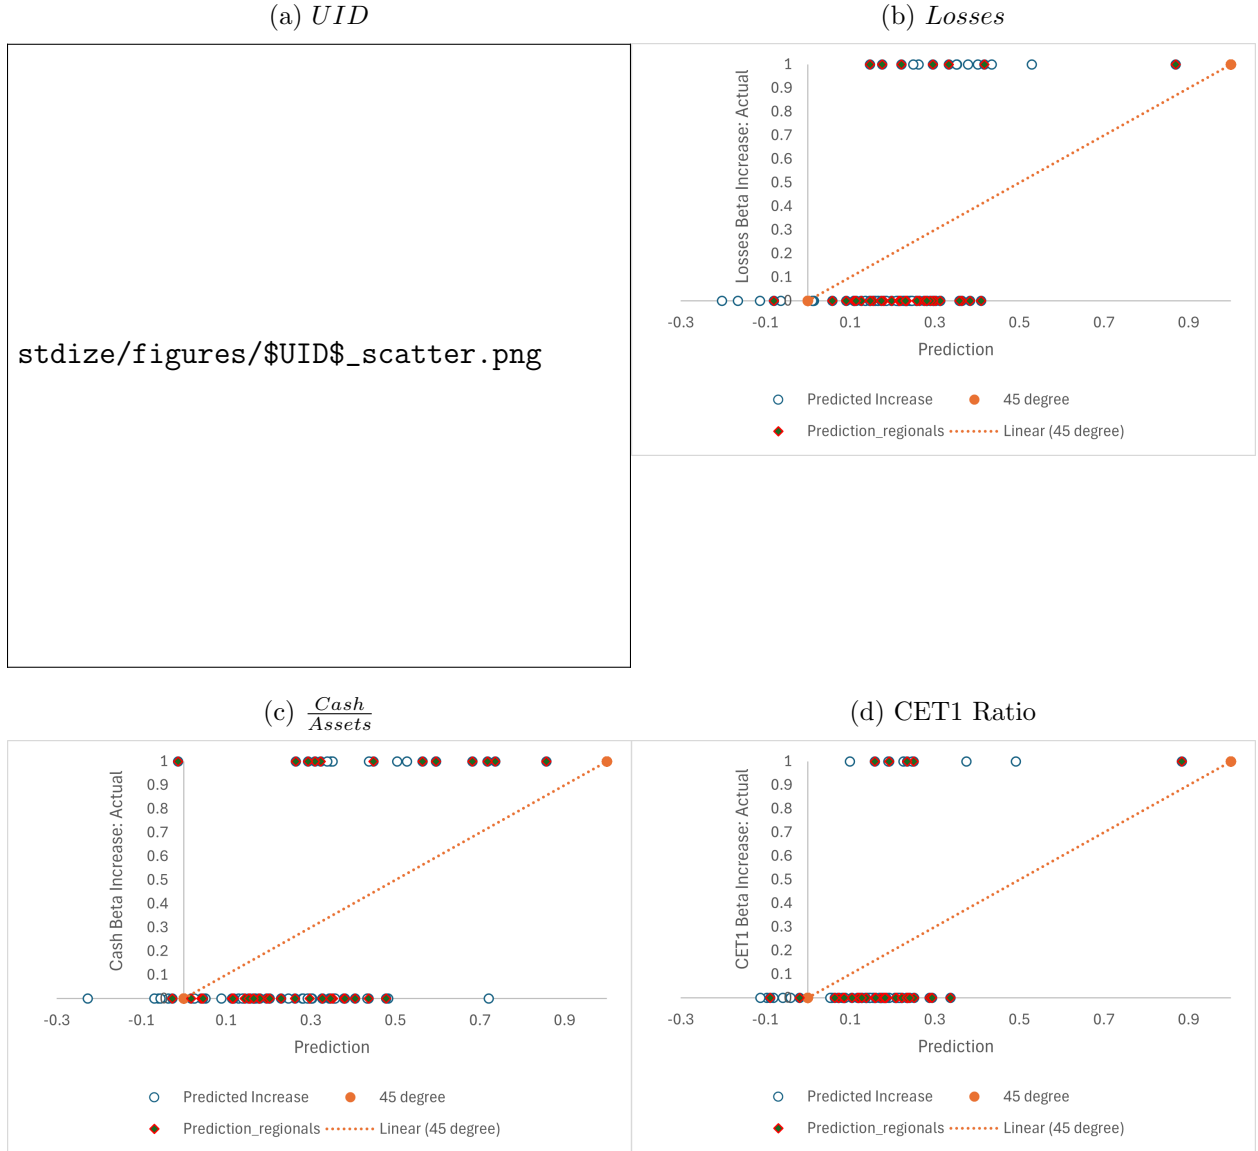 (a) UID
(b) Losses
stdize/figures/$UID$_scatter.png
Losses Beta Increase: Actual
1
0.9
0.8
0.7
0.6
0.5
0.4
0.3
0.2
0.1
0
-0.3 -0.1 0.1 0.3 0.5 0.7 0.9
Prediction
Predicted Increase 45 degree
Prediction_regionals Linear (45 degree)
(c) Cash
Assets
(d) CET1 Ratio
Cash Beta Increase: Actual
1
0.9
0.8
0.7
0.6
0.5
0.4
0.3
0.2
0.1
0
-0.3 -0.1 0.1 0.3 0.5 0.7 0.9
Prediction
Predicted Increase 45 degree
Prediction_regionals Linear (45 degree)
CET1 Beta Increase: Actual
1
0.9
0.8
0.7
0.6
0.5
0.4
0.3
0.2
0.1
0
-0.3 -0.1 0.1 0.3 0.5 0.7 0.9
Prediction
Predicted Increase 45 degree
Prediction_regionals Linear (45 degree)